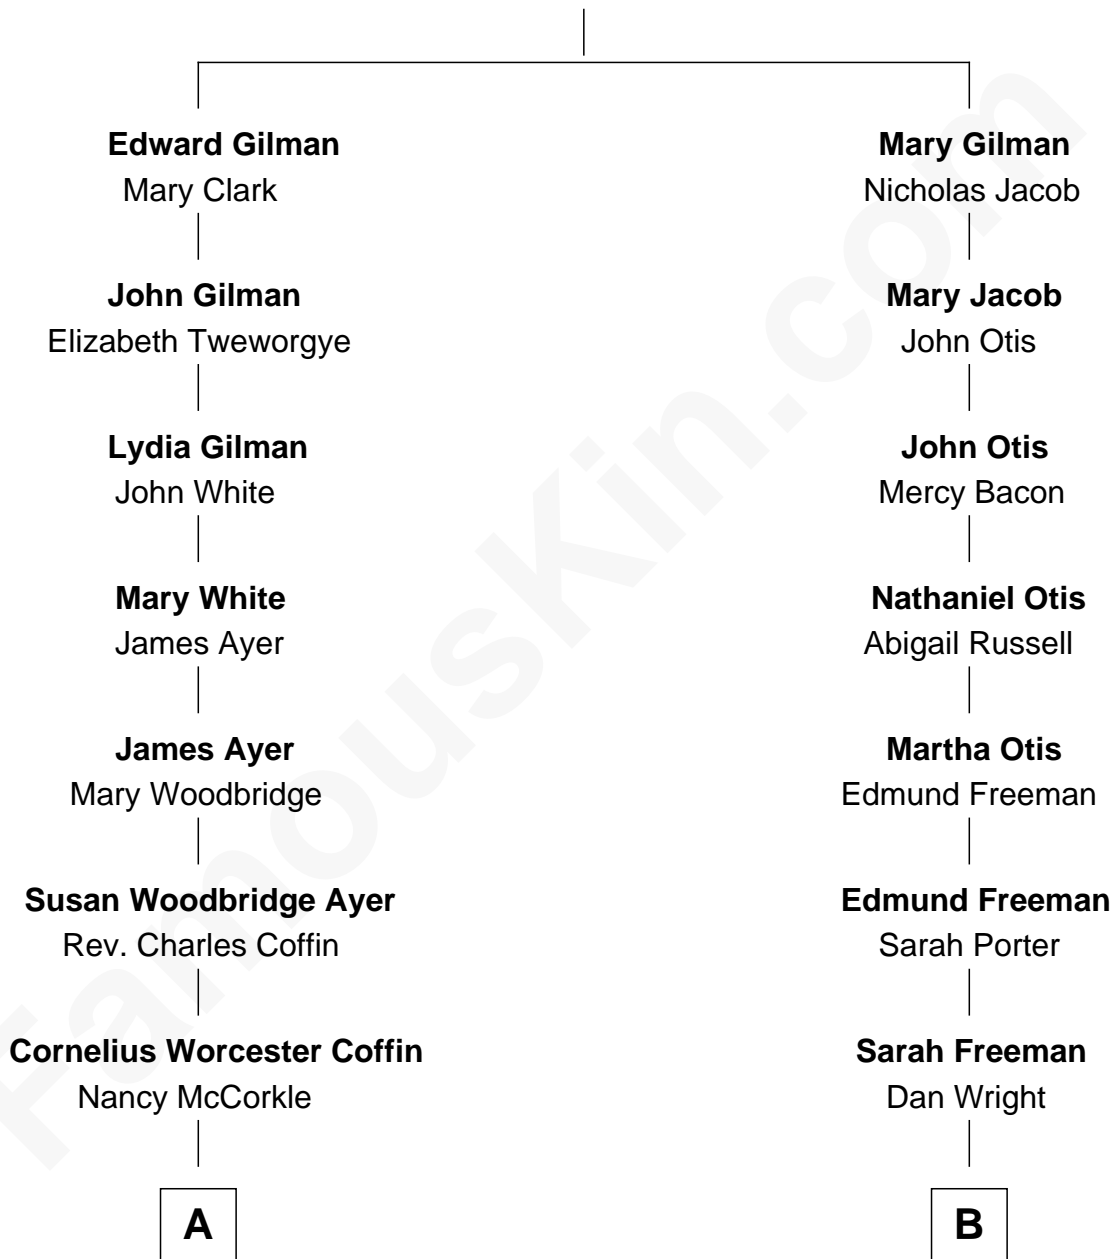 Edward Gilman
Mary Clark
John Gilman
Elizabeth Tweworgye
Lydia Gilman
John White
Mary White
James Ayer
James Ayer
Mary Woodbridge
Susan Woodbridge Ayer
Rev. Charles Coffin
Cornelius Worcester Coffin
Nancy McCorkle
A
Mary Gilman
Nicholas Jacob
Mary Jacob
John Otis
John Otis
Mercy Bacon
Nathaniel Otis
Abigail Russell
Martha Otis
Edmund Freeman
Edmund Freeman
Sarah Porter
Sarah Freeman
Dan Wright
B
FamousKin.com